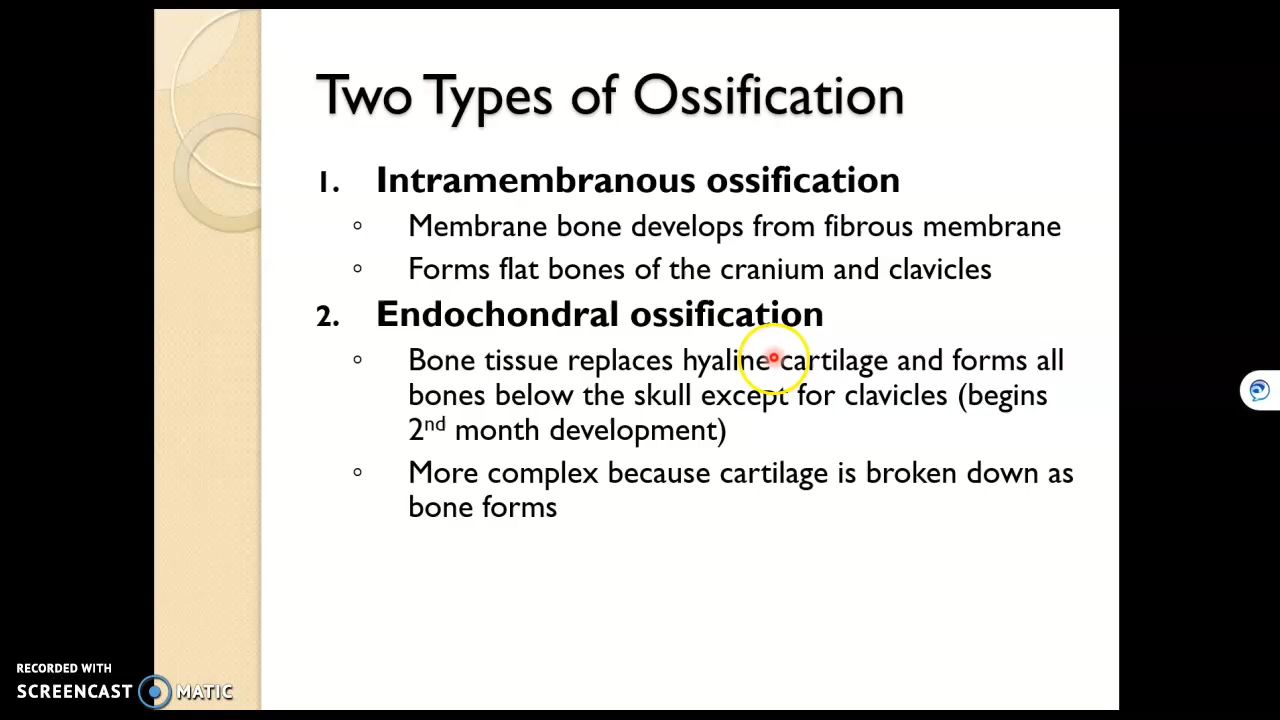 Two Types of Ossification
1. Intramembranous ossification
◦ Membrane bone develops from fibrous membrane
◦ Forms flat bones of the cranium and clavicles
2. Endochondral ossification
◦ Bone tissue replaces hyaline cartilage and forms all
bones below the skull except for clavicles (begins
2nd month development)
◦ More complex because cartilage is broken down as
bone forms
RECORDED WITH
SCREENCAST MATIC